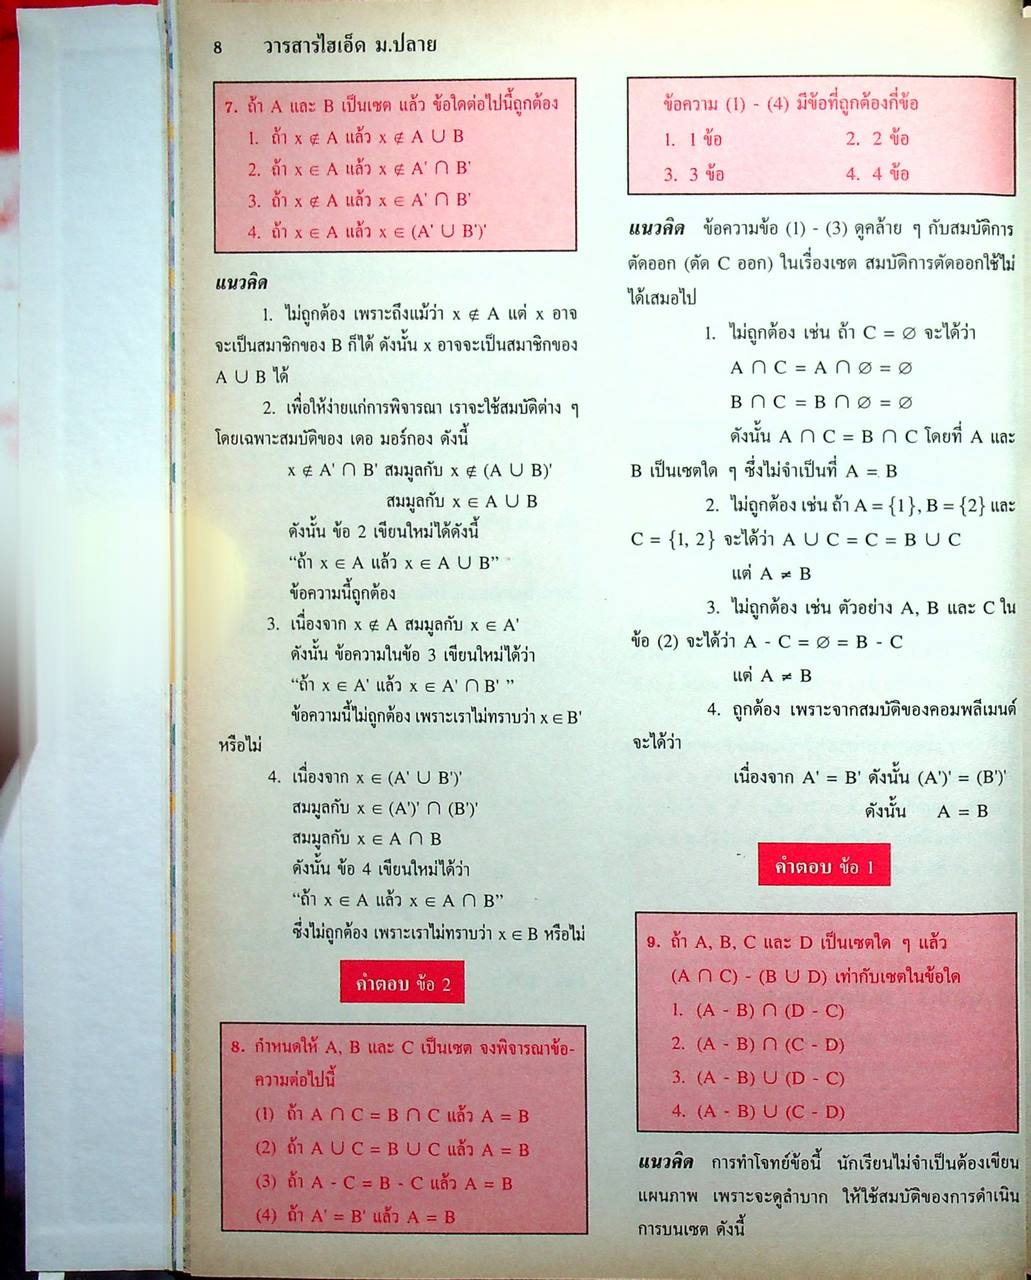 8 วารสารไฮเอ็ด ม.ปลาย
7. ถ้า A และ B เป็นเซต แล้ว ข้อใดต่อไปนี้ถูกต้อง
1. ถ้า x ∉ A แล้ว x ∉ A ∪ B
2. ถ้า x ∈ A แล้ว x ∉ A' ∩ B'
3. ถ้า x ∉ A แล้ว x ∈ A' ∩ B'
4. ถ้า x ∈ A แล้ว x ∈ (A' ∪ B')'
แนวคิด
1. ไม่ถูกต้อง เพราะถึงแม้ว่า x ∉ A แต่ x อาจ
จะเป็นสมาชิกของ B ก็ได้ ดังนั้น x อาจจะเป็นสมาชิกของ
A ∪ B ได้
2. เพื่อให้ง่ายแก่การพิจารณา เราจะใช้สมบัติต่าง ๆ
โดยเฉพาะสมบัติของ เดอ มอร์กอง ดังนี้
x ∉ A' ∩ B' สมมูลกับ x ∉ (A ∪ B)'
สมมูลกับ x ∈ A ∪ B
ดังนั้น ข้อ 2 เขียนใหม่ได้ดังนี้
“ถ้า x ∈ A แล้ว x ∈ A ∪ B”
ข้อความนี้ถูกต้อง
3. เนื่องจาก x ∉ A สมมูลกับ x ∈ A'
ดังนั้น ข้อความในข้อ 3 เขียนใหม่ได้ว่า
“ถ้า x ∈ A' แล้ว x ∈ A' ∩ B' ”
ข้อความนี้ไม่ถูกต้อง เพราะเราไม่ทราบว่า x ∈ B'
หรือไม่
4. เนื่องจาก x ∈ (A' ∪ B')'
สมมูลกับ x ∈ (A')' ∩ (B')'
สมมูลกับ x ∈ A ∩ B
ดังนั้น ข้อ 4 เขียนใหม่ได้ว่า
“ถ้า x ∈ A แล้ว x ∈ A ∩ B”
ซึ่งไม่ถูกต้อง เพราะเราไม่ทราบว่า x ∈ B หรือไม่
คำตอบ ข้อ 2
8. กำหนดให้ A, B และ C เป็นเซต จงพิจารณาข้อ-
ความต่อไปนี้
(1) ถ้า A ∩ C = B ∩ C แล้ว A = B
(2) ถ้า A ∪ C = B ∪ C แล้ว A = B
(3) ถ้า A - C = B - C แล้ว A = B
(4) ถ้า A' = B' แล้ว A = B
ข้อความ (1) - (4) มีข้อที่ถูกต้องกี่ข้อ
1. 1 ข้อ 2. 2 ข้อ
3. 3 ข้อ 4. 4 ข้อ
แนวคิด ข้อความข้อ (1) - (3) ดูคล้าย ๆ กับสมบัติการ
ตัดออก (ตัด C ออก) ในเรื่องเซต สมบัติการตัดออกใช้ไม่
ได้เสมอไป
1. ไม่ถูกต้อง เช่น ถ้า C = ∅ จะได้ว่า
A ∩ C = A ∩ ∅ = ∅
B ∩ C = B ∩ ∅ = ∅
ดังนั้น A ∩ C = B ∩ C โดยที่ A และ
B เป็นเซตใด ๆ ซึ่งไม่จำเป็นที่ A = B
2. ไม่ถูกต้อง เช่น ถ้า A = {1}, B = {2} และ
C = {1, 2} จะได้ว่า A ∪ C = C = B ∪ C
แต่ A ≠ B
3. ไม่ถูกต้อง เช่น ตัวอย่าง A, B และ C ใน
ข้อ (2) จะได้ว่า A - C = ∅ = B - C
แต่ A ≠ B
4. ถูกต้อง เพราะจากสมบัติของคอมพลีเมนต์
จะได้ว่า
เนื่องจาก A' = B' ดังนั้น (A')' = (B')'
ดังนั้น A = B
คำตอบ ข้อ 1
9. ถ้า A, B, C และ D เป็นเซตใด ๆ แล้ว
(A ∩ C) - (B ∪ D) เท่ากับเซตในข้อใด
1. (A - B) ∩ (D - C)
2. (A - B) ∩ (C - D)
3. (A - B) ∪ (D - C)
4. (A - B) ∪ (C - D)
แนวคิด การทำโจทย์ข้อนี้ นักเรียนไม่จำเป็นต้องเขียน
แผนภาพ เพราะจะดูลำบาก ให้ใช้สมบัติของการดำเนิน
การบนเซต ดังนี้